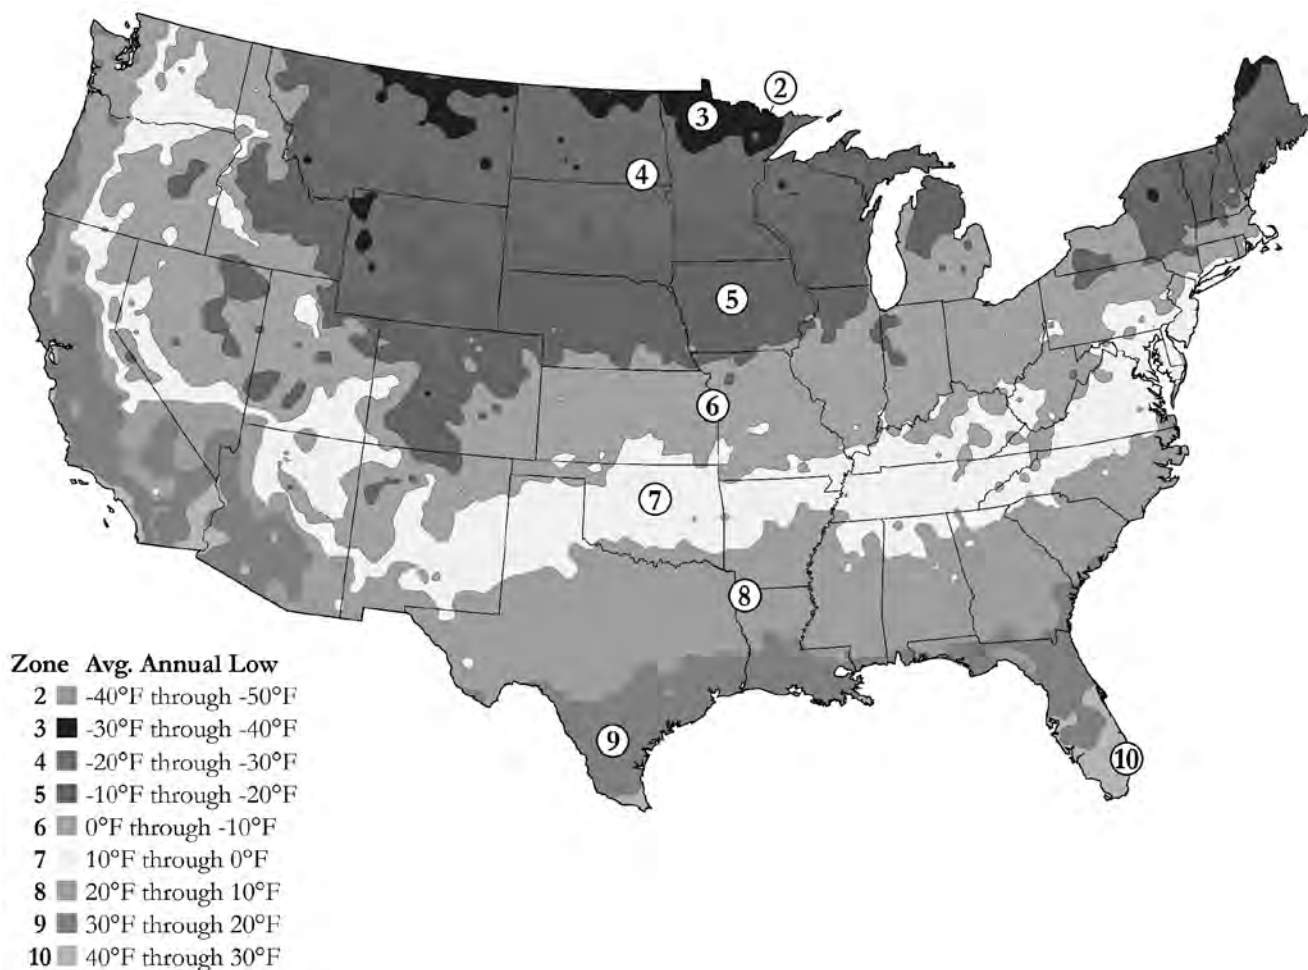 2
3
4
5
6
7
8
9
10
Zone Avg. Annual Low
2 -40°F through -50°F
3 -30°F through -40°F
4 -20°F through -30°F
5 -10°F through -20°F
6 0°F through -10°F
7 10°F through 0°F
8 20°F through 10°F
9 30°F through 20°F
10 40°F through 30°F